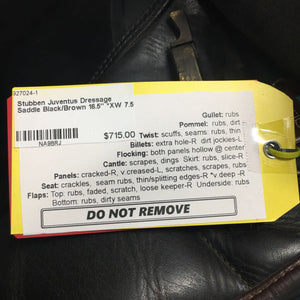 927024-1
Stubben Juventus Dressage
Saddle Black/Brown 16.5" *XW 7.5
NA9BRJ
$715.00
Gullet: rubs
Pommel: rubs, dirt -
Twist: scuffs, seams, rubs, thin
Billets: extra hole-R dirt jockies-L
Flocking: both panels hollow @ center
Cantle: scrapes, dings Skirt: rubs, slice-R
Panels: cracked-R, v.creased-L, scratches, scrapes, rubs
Seat: crackles, seam rubs, thin/splitting edges-R *v.deep -R
Flaps: Top: rubs, faded, scratch, loose keeper-R Underside: rubs
Bottom: rubs, dirty seams
DO NOT REMOVE